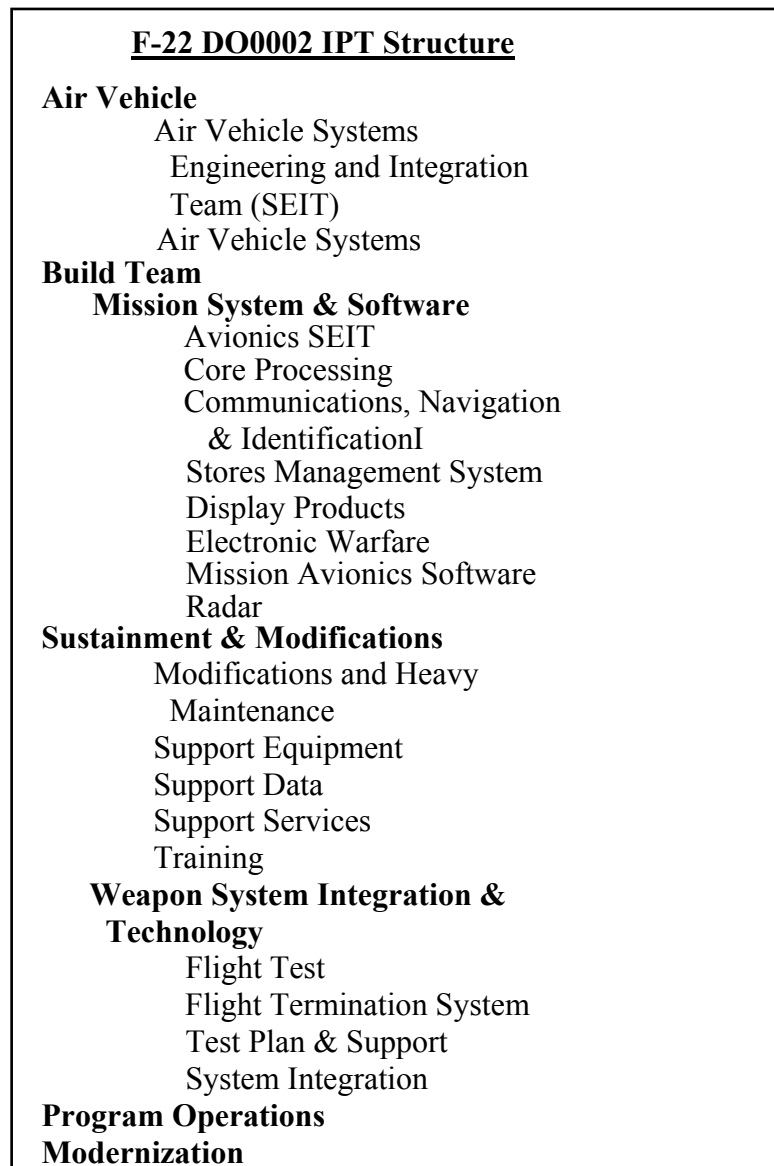 F-22 DO0002 IPT Structure
Air Vehicle
Air Vehicle Systems
Engineering and Integration
Team (SEIT)
Air Vehicle Systems
Build Team
Mission System & Software
Avionics SEIT
Core Processing
Communications, Navigation
& IdentificationI
Stores Management System
Display Products
Electronic Warfare
Mission Avionics Software
Radar
Sustainment & Modifications
Modifications and Heavy
Maintenance
Support Equipment
Support Data
Support Services
Training
Weapon System Integration &
Technology
Flight Test
Flight Termination System
Test Plan & Support
System Integration
Program Operations
Modernization